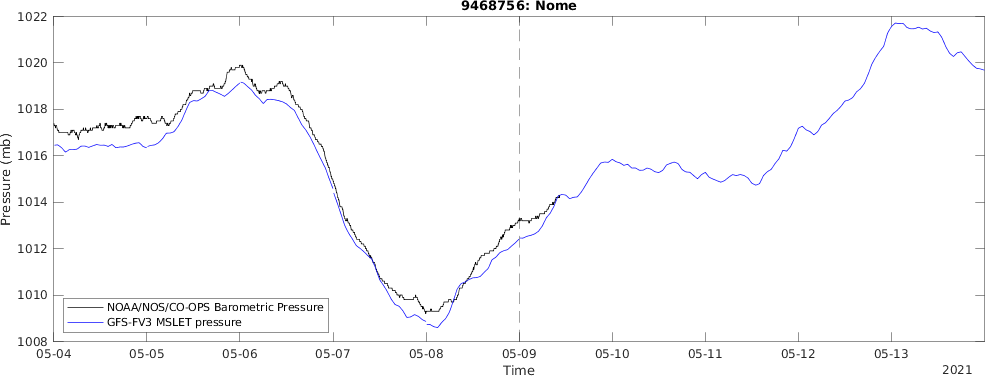 9468756: Nome
1022
1020
1018
1016
1014
1012
1010
1008
Pressure (mb)
NOAA/NOS/CO-OPS Barometric Pressure
GFS-FV3 MSLET pressure
05-04 05-05 05-06 05-07 05-08 05-09 05-10 05-11 05-12 05-13
Time
2021